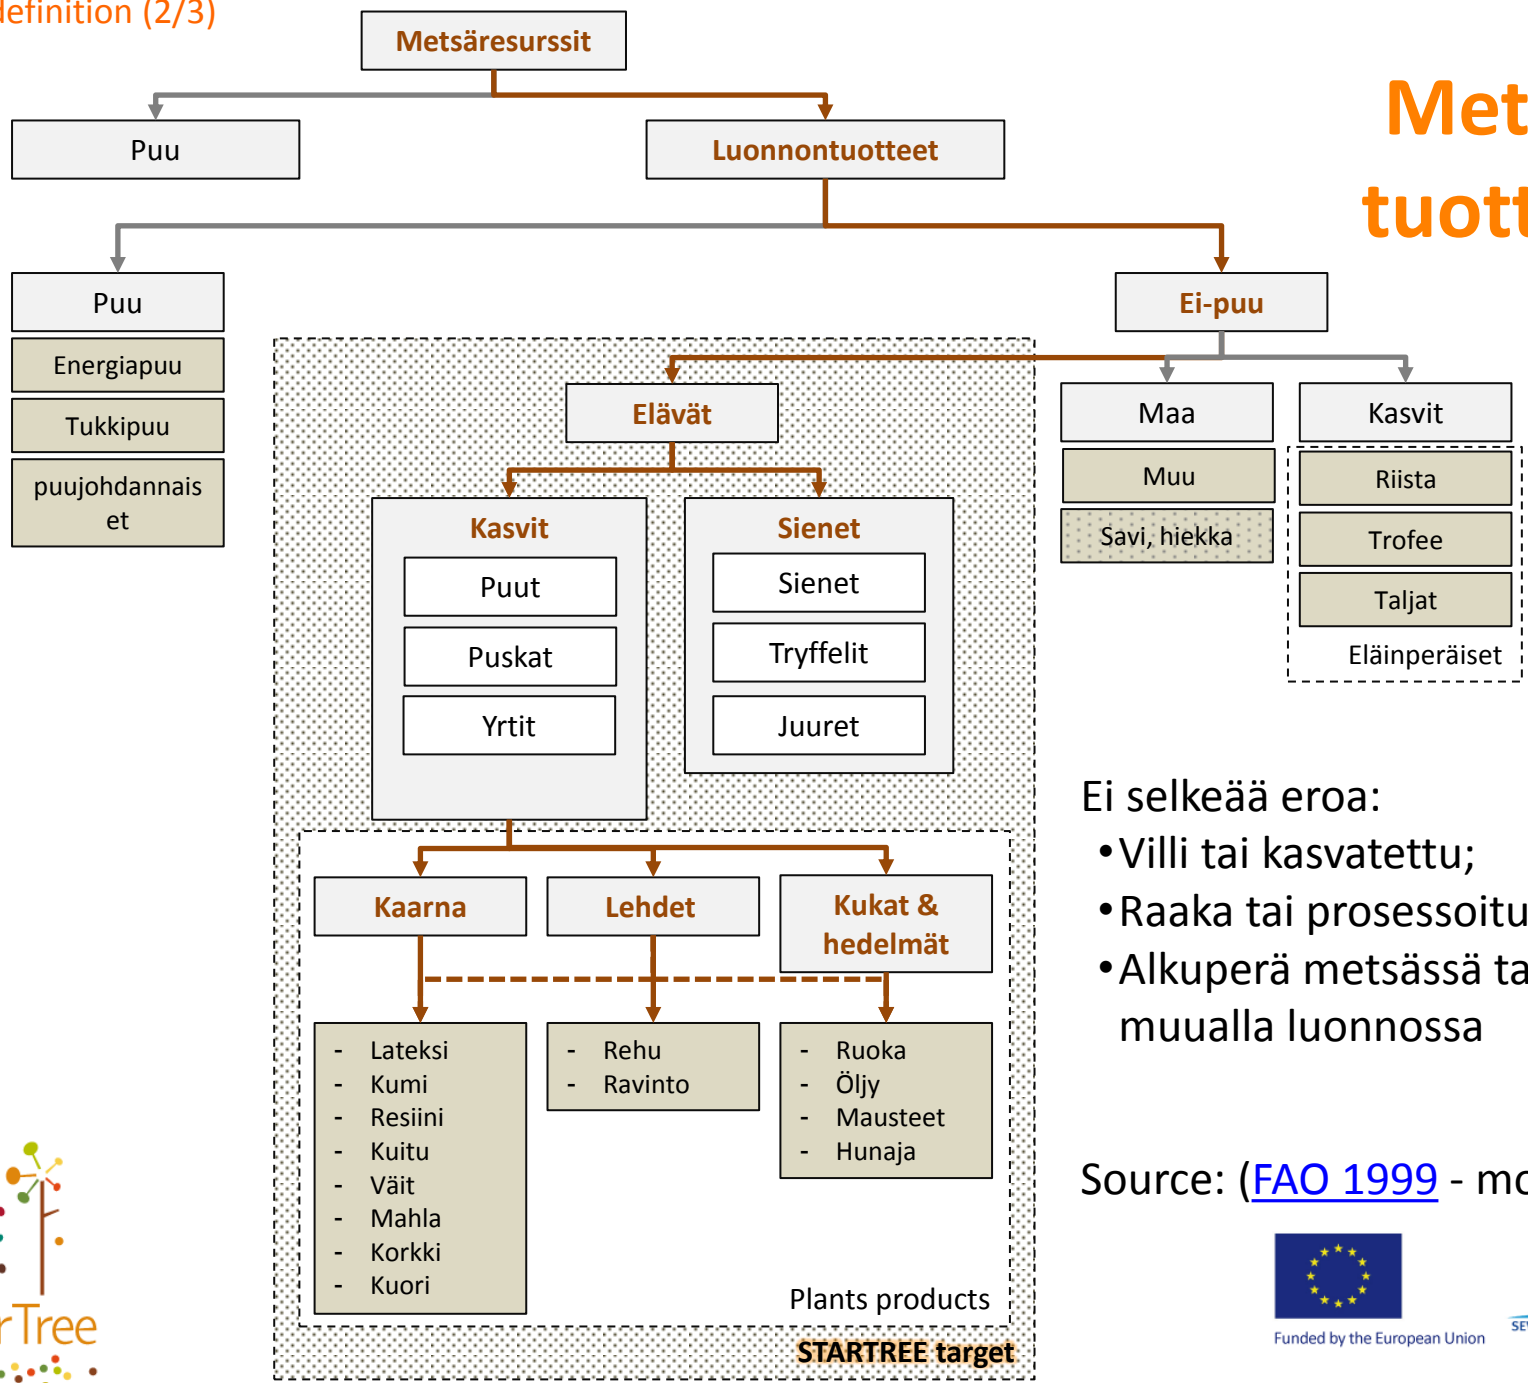 definition (2/3)
Metsäresurssit
Met
tuott
Puu
Luonnontuotteet
Puu
Energiapuu
Tukkipuu
puujohdannais
et
Ei-puu
Elävät
Maa
Muu
Savi, hiekka
Kasvit
Riista
Trofee
Taljat
Eläinperäiset
Kasvit
Puut
Puskat
Yrtit
Sienet
Sienet
Tryffelit
Juuret
Kaarna
Lehdet
Kukat &
hedelmät
- Lateksi
- Kumi
- Resiini
- Kuitu
- Väit
- Mahla
- Korkki
- Kuori
- Rehu
- Ravinto
- Ruoka
- Öljy
- Mausteet
- Hunaja
Plants products
STARTREE target
Ei selkeää eroa:
•Villi tai kasvatettu;
•Raaka tai prosessoitu
•Alkuperä metsässä ta
muualla luonnossa
Source: (FAO 1999 - mo
rTree
Funded by the European Union